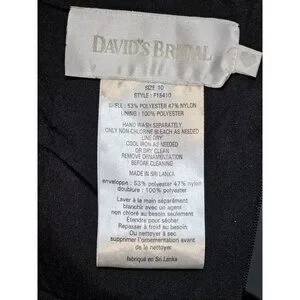 DAVID'S BRIDAL
SIZE 10
STYLE: F15410
SHELL: 53% POLYESTER 47% NYLON
LINING: 100% POLYESTER
HAND WASH SEPARATELY
ONLY NON-CHLORINE BLEACH AS NEEDED
LINE DRY
COOL IRON AS NEEDED
OR DRY CLEAN
REMOVE ORNAMENTATION
BEFORE CLEANING
MADE IN SRI LANKA
enveloppe: 53% polyester 47% nylon
doublure: 100% polyester
Laver à la main séparément
blanchir avec un agent
non chloré au besoin seulement
Étendre pour sécher
Repasser à froid au besoin
Ou nettoyer à sec
supprimer l'ornementation avant
de le nettoyer
fabriqué en Sri Lanka